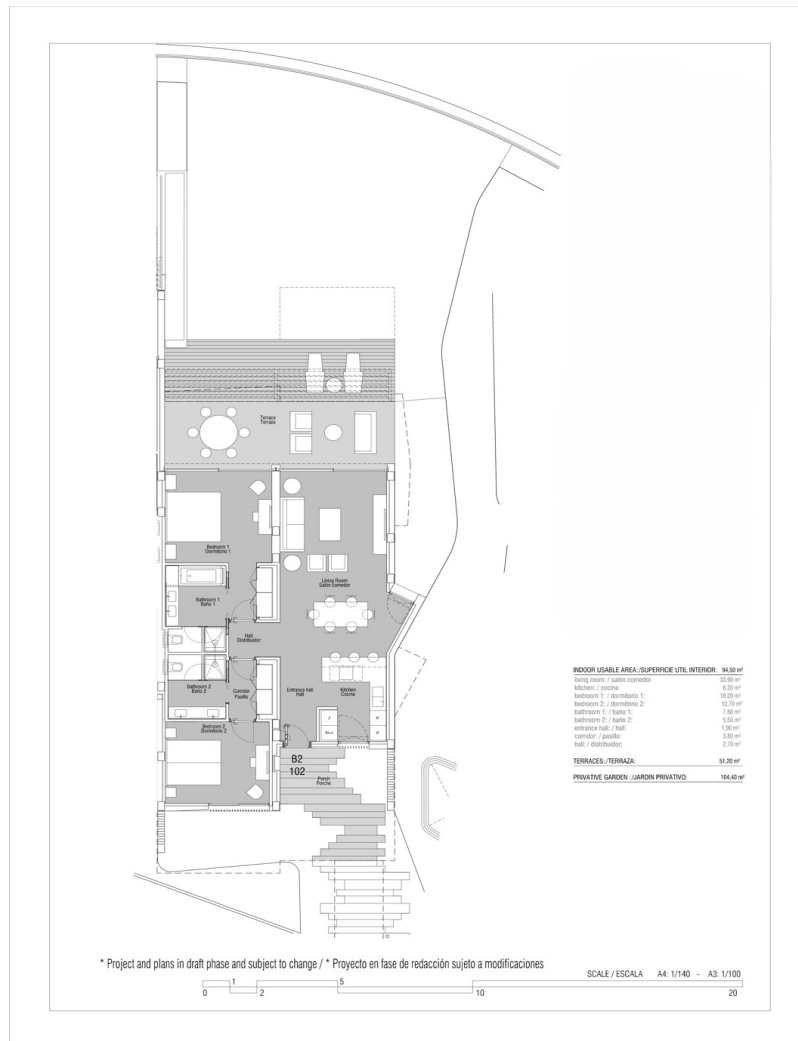 Terrace
Terraza
Bedroom 1
Dormitorio 1
Living Room
Salón comedor
Bathroom 1
Baño 1
Hall
Distribuidor
Bathroom 2
Baño 2
Corridor
Pasillo
Entrance hall
Hall
Kitchen
Cocina
Bedroom 2
Dormitorio 2
B2
102
Porch
Porche
INDOOR USABLE AREA:/SUPERFICIE UTIL INTERIOR: 94,50 m²
living room: / salón comedor 33,90 m²
kitchen: / cocina 8,20 m²
bedroom 1: / dormitorio 1: 18,20 m²
bedroom 2: / dormitorio 2: 12,70 m²
bathroom 1: / baño 1: 7,60 m²
bathroom 2: / baño 2: 5,50 m²
entrance hall: / hall: 1,90 m²
corridor: / pasillo: 3,80 m²
hall: / distribuidor: 2,70 m²
TERRACES:/TERRAZA: 51,20 m²
PRIVATIVE GARDEN :/JARDIN PRIVATIVO: 104,40 m²
* Project and plans in draft phase and subject to change / * Proyecto en fase de redacción sujeto a modificaciones
SCALE / ESCALA A4: 1/140 - A3: 1/100
0 1 2 5 10 20